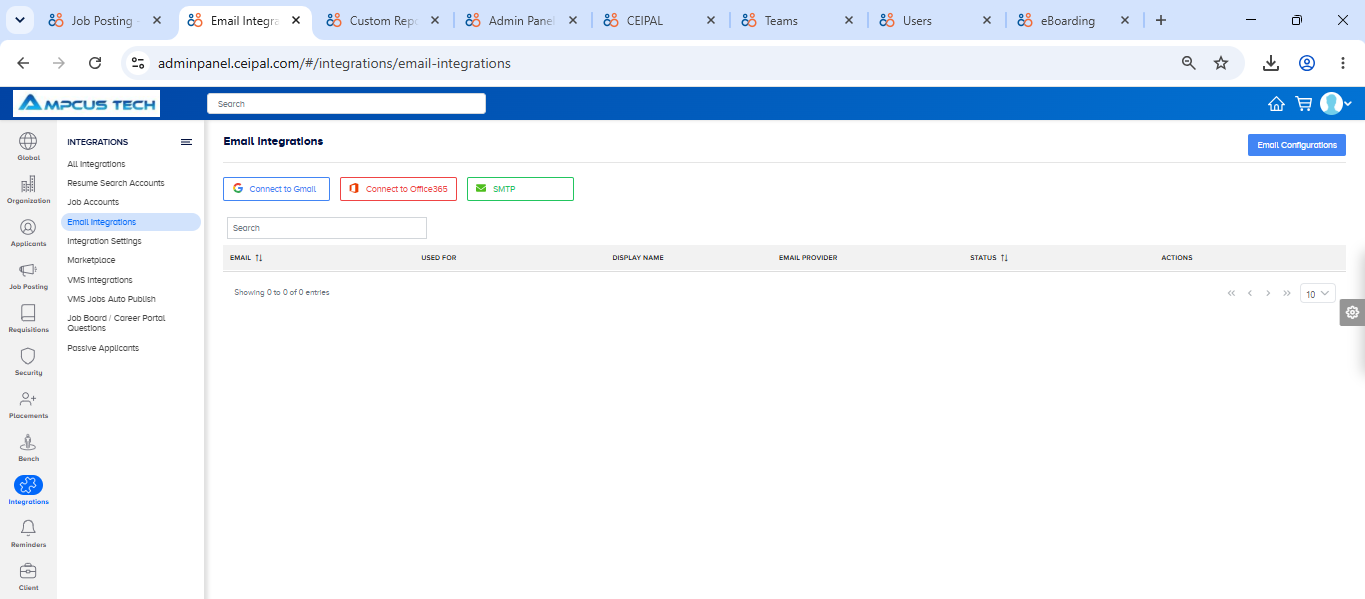 Job Posting -
Email Integra
Custom Repo
Admin Panel
CEIPAL
Teams
Users
eBoarding
adminpanel.ceipal.com/#/integrations/email-integrations
AMPCUS TECH
Search
Global
Organization
Applicants
Job Posting
Requisitions
Security
Placements
Bench
Integrations
Reminders
Client
INTEGRATIONS
All Integrations
Resume Search Accounts
Job Accounts
Email Integrations
Integration Settings
Marketplace
VMS Integrations
VMS Jobs Auto Publish
Job Board / Career Portal
Questions
Passive Applicants
Email Integrations
Email Configurations
Connect to Gmail
Connect to Office365
SMTP
Search
EMAIL
USED FOR
DISPLAY NAME
EMAIL PROVIDER
STATUS
ACTIONS
Showing 0 to 0 of 0 entries
10